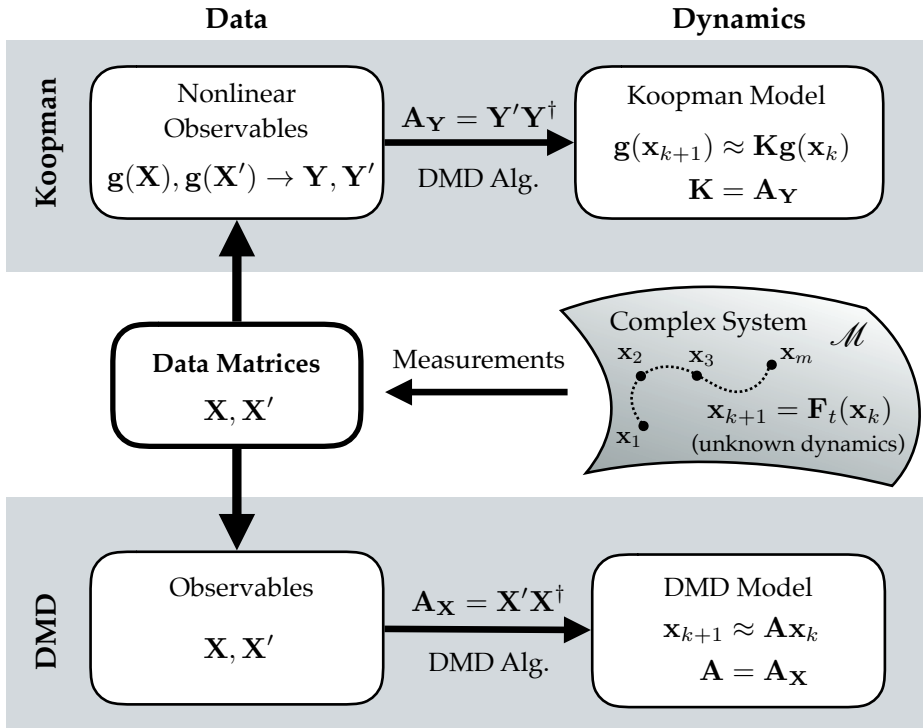 Data
Dynamics
Koopman
Nonlinear
Observables
g(X), g(X′) → Y, Y′
A_Y = Y′Y†
DMD Alg.
Koopman Model
g(x_{k+1}) ≈ Kg(x_k)
K = A_Y
Data Matrices
X, X′
Measurements
Complex System
ℳ
x_2
x_3
x_m
x_1
x_{k+1} = F_t(x_k)
(unknown dynamics)
DMD
Observables
X, X′
A_X = X′X†
DMD Alg.
DMD Model
x_{k+1} ≈ Ax_k
A = A_X